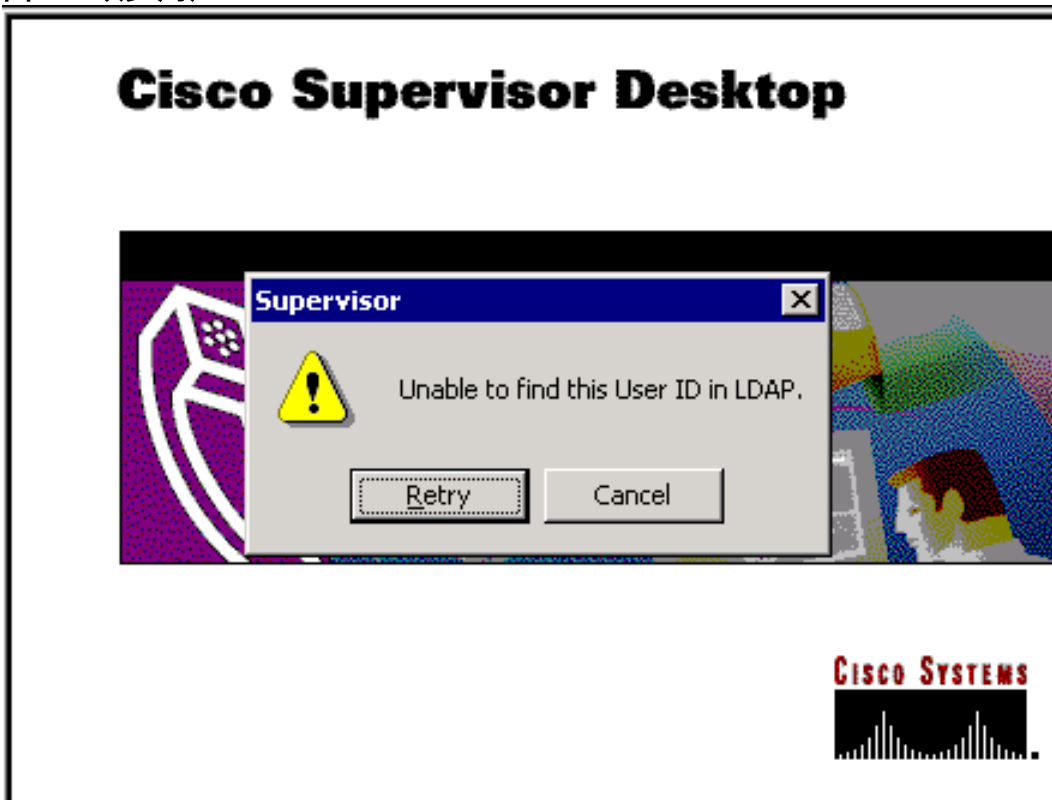 Cisco Supervisor Desktop
Supervisor
Unable to find this User ID in LDAP.
Retry
Cancel
CISCO SYSTEMS